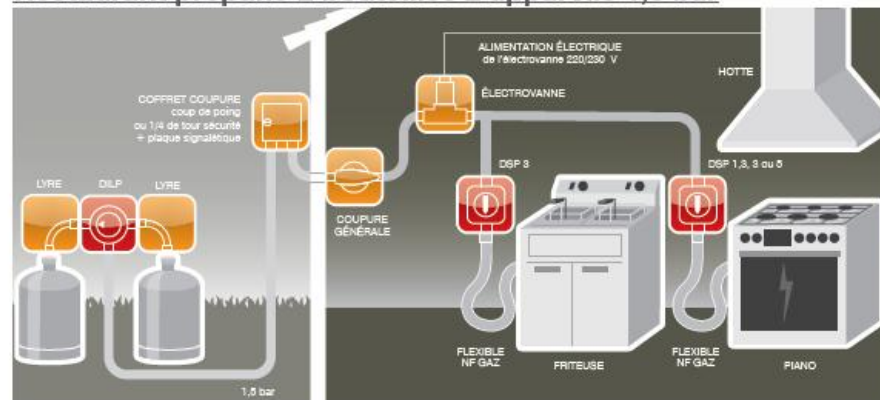 ALIMENTATION ÉLECTRIQUE
de l'électrovanne 220/230 V
HOTTE
ÉLECTROVANNE
COFFRET COUPURE
coup de poing
ou 1/4 de tour sécurité
+ plaque signalétique
LYRE
DILP
LYRE
COUPURE
GÉNÉRALE
DSP 3
DSP 1,3, 3 ou 5
FLEXIBLE
NF GAZ
FRITEUSE
FLEXIBLE
NF GAZ
PIANO
1,5 bar